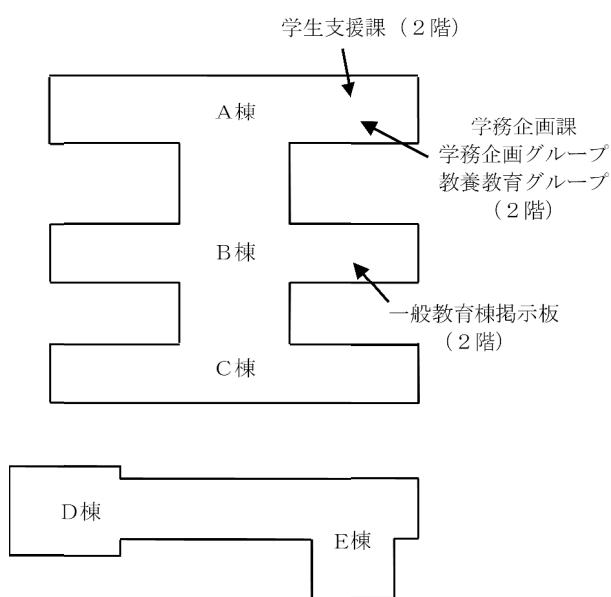 学生支援課（２階）
A棟
学務企画課
学務企画グループ
教養教育グループ
（２階）
B棟
一般教育棟掲示板
（２階）
C棟
D棟
E棟